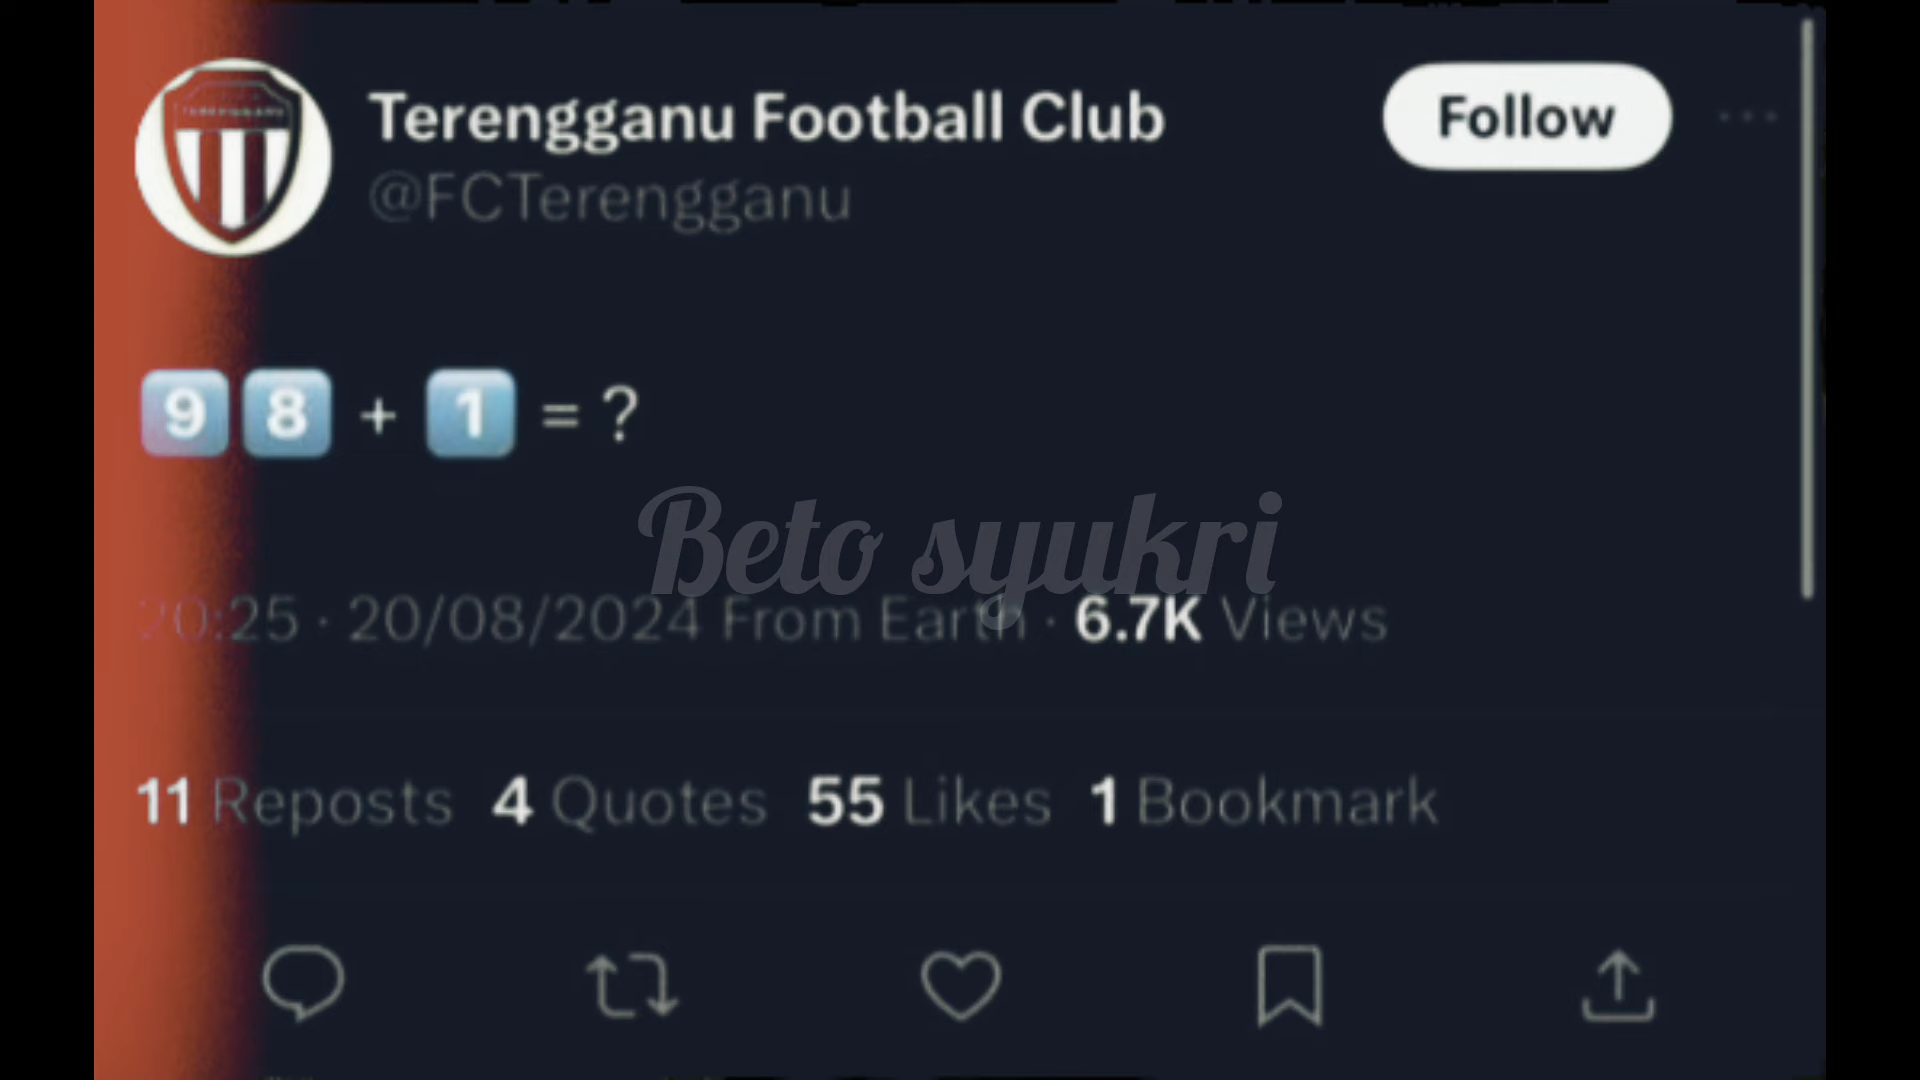 TERENGGANU
Terengganu Football Club
Follow
@FCTerengganu
98 + 1 = ?
Beto syukri
20:25 · 20/08/2024 From Earth · 6.7K Views
11 Reposts 4 Quotes 55 Likes 1 Bookmark